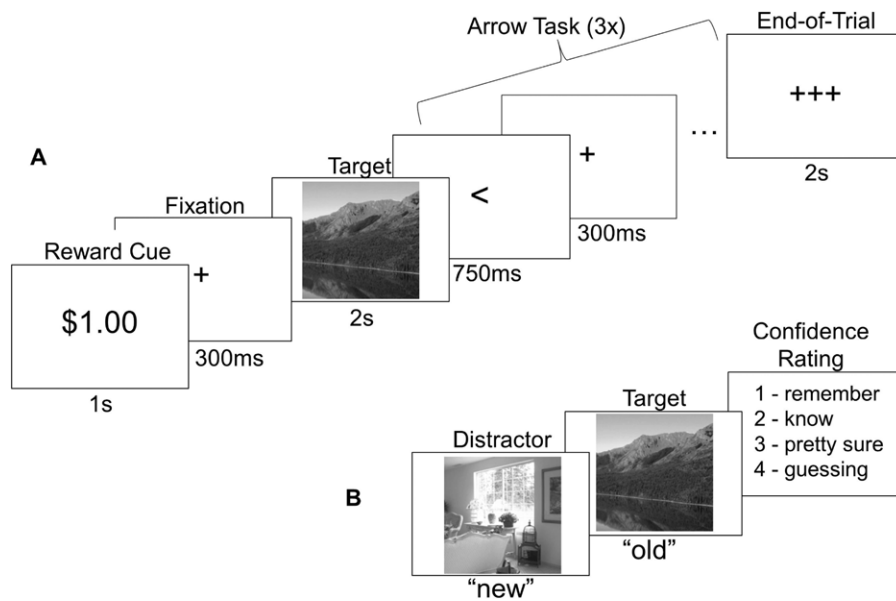 A
Reward Cue
$1.00
1s
Fixation
+
300ms
Target
2s
Arrow Task (3x)
<
750ms
+
300ms
...
End-of-Trial
+++
2s
B
Distractor
"new"
Target
"old"
Confidence
Rating
1 - remember
2 - know
3 - pretty sure
4 - guessing